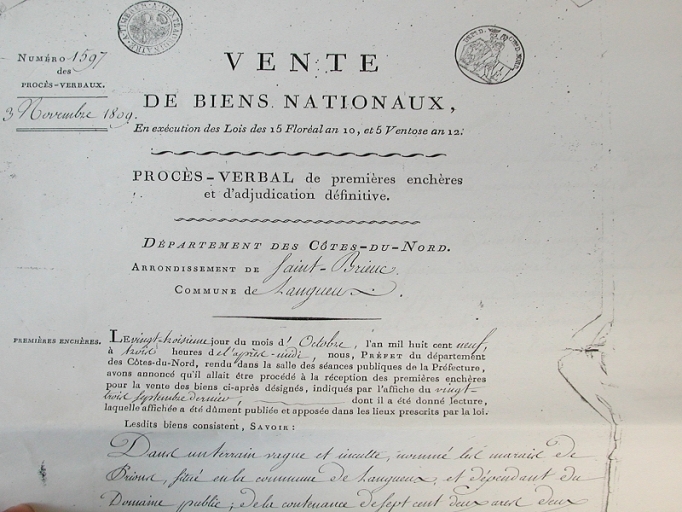 NUMÉRO 1597
des
PROCÈS-VERBAUX.
3 Novembre 1809.
VENTE
DE BIENS NATIONAUX,
En exécution des Lois des 15 Floréal an 10, et 5 Ventose an 12.
PROCÈS-VERBAL de premières enchères
et d'adjudication définitive.
DÉPARTEMENT DES CÔTES-DU-NORD.
ARRONDISSEMENT DE Saint-Brieuc.
COMMUNE de Langueux.
PREMIÈRES ENCHÈRES.
LE vingt-troisieme jour du mois d'Octobre, l'an mil huit cent neuf,
à trois heures de l'après-midi, nous, PRÉFET du département
des Côtes-du-Nord, rendu dans la salle des séances publiques de la Préfecture,
avons annoncé qu'il allait être procédé à la réception des premières enchères
pour la vente des biens ci-après désignés, indiqués par l'affiche du vingt-
trois septembre dernier, dont il a été donné lecture,
laquelle affichée a été dûment publiée et apposée dans les lieux prescrits par la loi.
Lesdits biens consistent, SAVOIR :
Dans un terrain vague et inculte, nommé le marais de
situé en la commune de Langueux, et dépendant du
Domaine public; de la contenance de sept cent deux ares deux